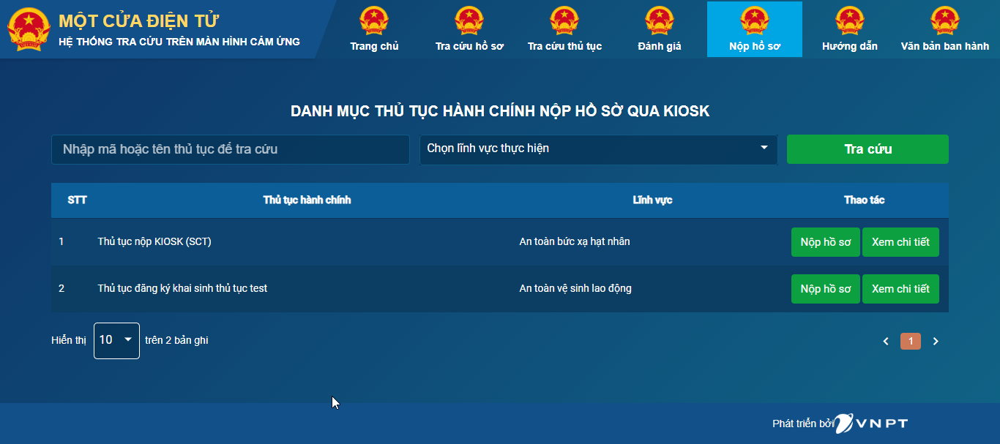 MỘT CỬA ĐIỆN TỬ
HỆ THỐNG TRA CỨU TRÊN MÀN HÌNH CẢM ỨNG
Trang chủ
Tra cứu hồ sơ
Tra cứu thủ tục
Đánh giá
Nộp hồ sơ
Hướng dẫn
Văn bản ban hành
DANH MỤC THỦ TỤC HÀNH CHÍNH NỘP HỒ SỜ QUA KIOSK
Nhập mã hoặc tên thủ tục để tra cứu
Chọn lĩnh vực thực hiện
Tra cứu
STT Thủ tục hành chính Lĩnh vực Thao tác
1 Thủ tục nộp KIOSK (SCT) An toàn bức xạ hạt nhân Nộp hồ sơ Xem chi tiết
2 Thủ tục đăng ký khai sinh thủ tục test An toàn vệ sinh lao động Nộp hồ sơ Xem chi tiết
Hiển thị 10 trên 2 bản ghi 1
Phát triển bởi VNPT